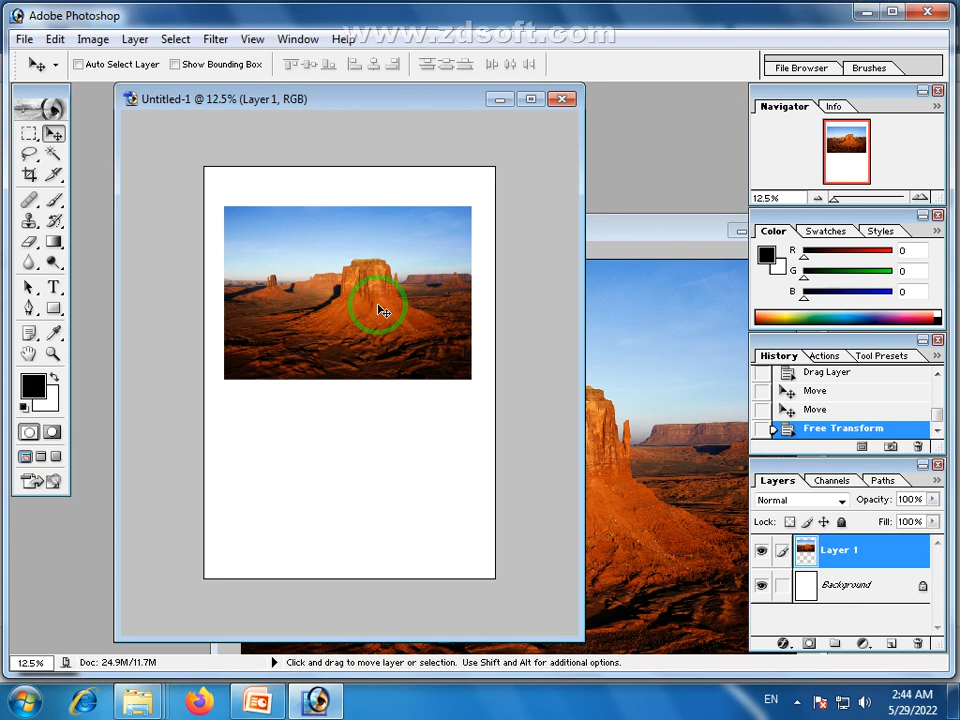 Adobe Photoshop
www.zdsoft.com
File Edit Image Layer Select Filter View Window Help
Auto Select Layer Show Bounding Box
File Browser Brushes
Untitled-1 @ 12.5% (Layer 1, RGB)
Navigator Info
12.5%
Color Swatches Styles
R 0
G 0
B 0
History Actions Tool Presets
Drag Layer
Move
Move
Free Transform
Layers Channels Paths
Normal Opacity: 100%
Lock: Fill: 100%
Layer 1
Background
12.5% Doc: 24.9M/11.7M Click and drag to move layer or selection. Use Shift and Alt for additional options.
EN
2:44 AM
5/29/2022